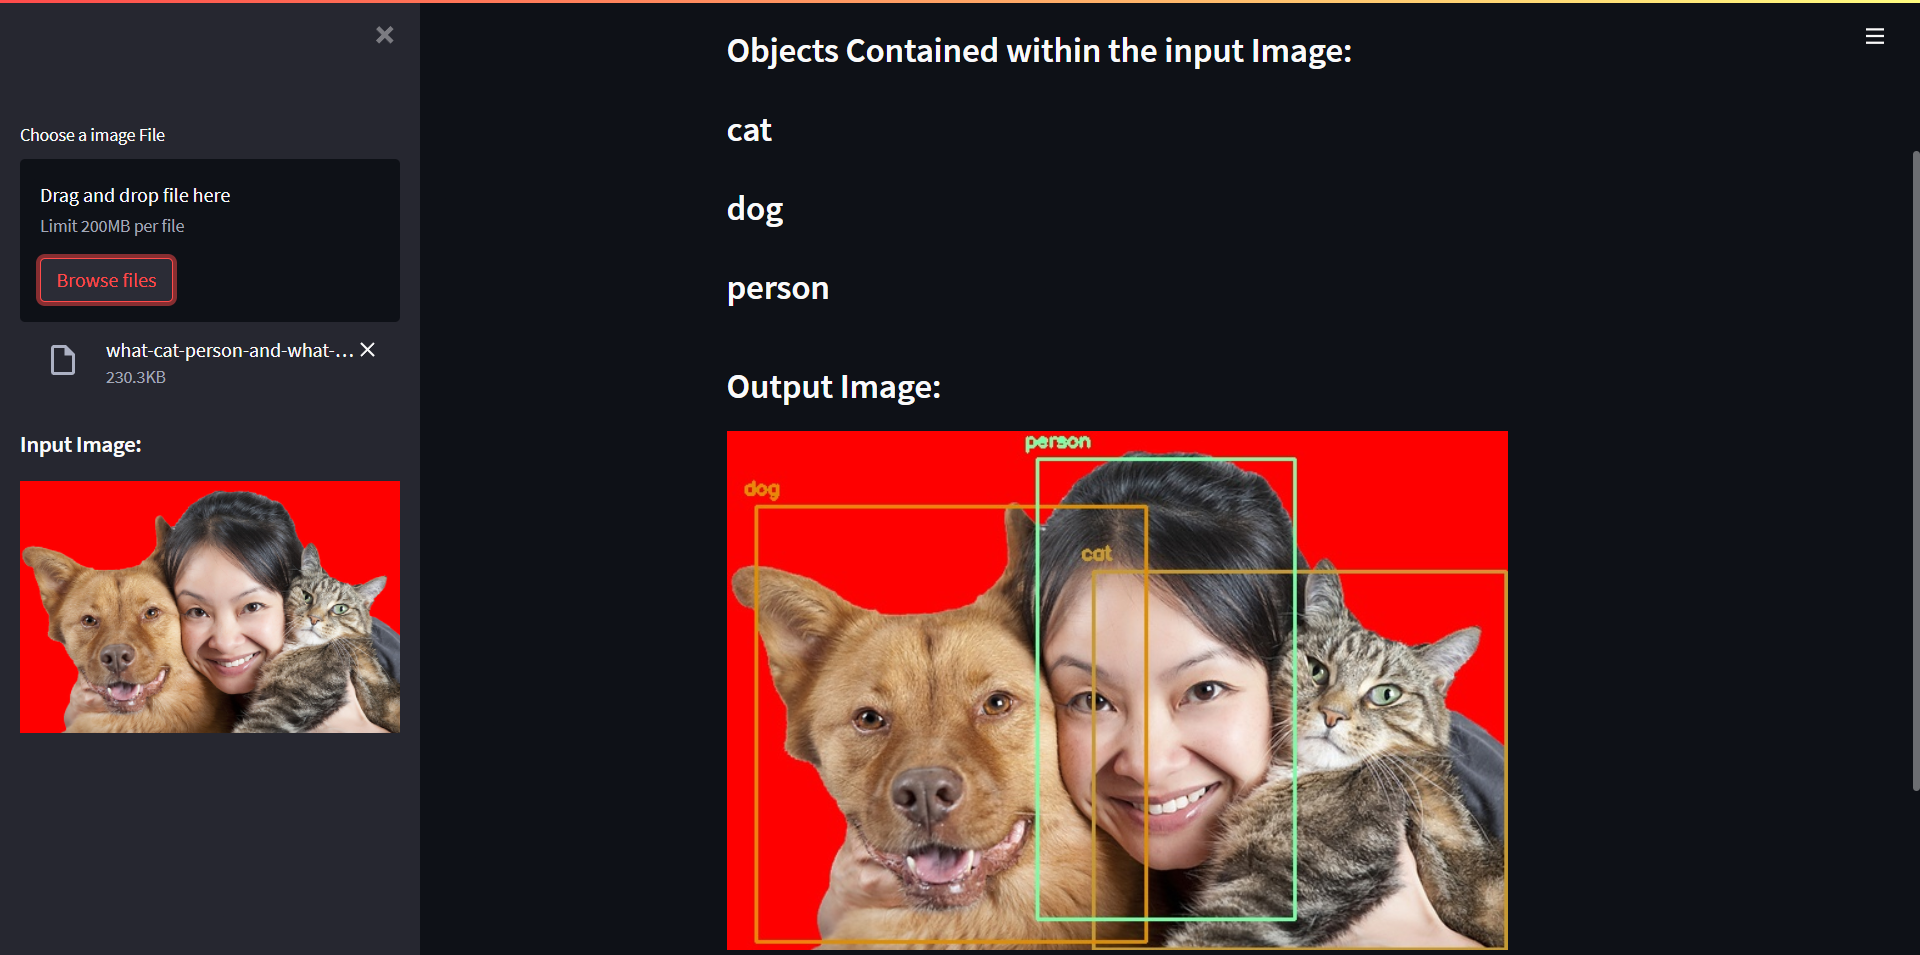 Choose a image File
Drag and drop file here
Limit 200MB per file
Browse files
what-cat-person-and-what-...
230.3KB
Input Image:
Objects Contained within the input Image:
cat
dog
person
Output Image:
person
dog
cat